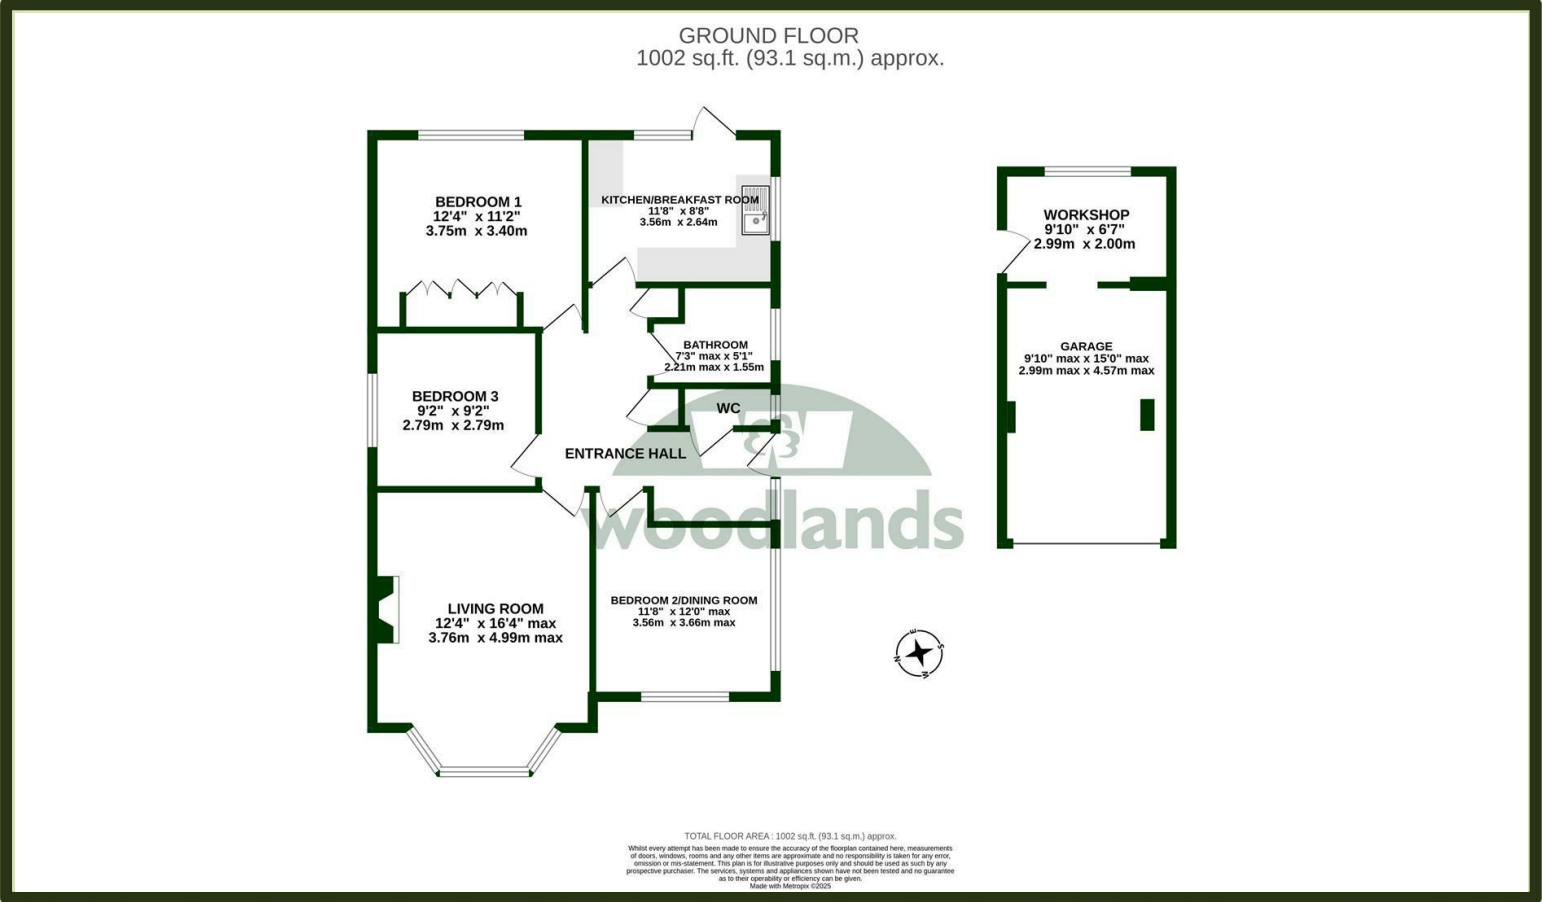 GROUND FLOOR
1002 sq.ft. (93.1 sq.m.) approx.
BEDROOM 1
12'4" x 11'2"
3.75m x 3.40m
KITCHEN/BREAKFAST ROOM
11'8" x 8'8"
3.56m x 2.64m
WORKSHOP
9'10" x 6'7"
2.99m x 2.00m
BATHROOM
7'3" max x 5'1"
2.21m max x 1.55m
GARAGE
9'10" max x 15'0" max
2.99m max x 4.57m max
BEDROOM 3
9'2" x 9'2"
2.79m x 2.79m
WC
ENTRANCE HALL
woodlands
LIVING ROOM
12'4" x 16'4" max
3.76m x 4.99m max
BEDROOM 2/DINING ROOM
11'8" x 12'0" max
3.56m x 3.66m max
N
E
S
W
TOTAL FLOOR AREA : 1002 sq.ft. (93.1 sq.m.) approx.
Whilst every attempt has been made to ensure the accuracy of the floorplan contained here, measurements
of doors, windows, rooms and any other items are approximate and no responsibility is taken for any error,
omission or mis-statement. This plan is for illustrative purposes only and should be used as such by any
prospective purchaser. The services, systems and appliances shown have not been tested and no guarantee
as to their operability or efficiency can be given.
Made with Metropix ©2025